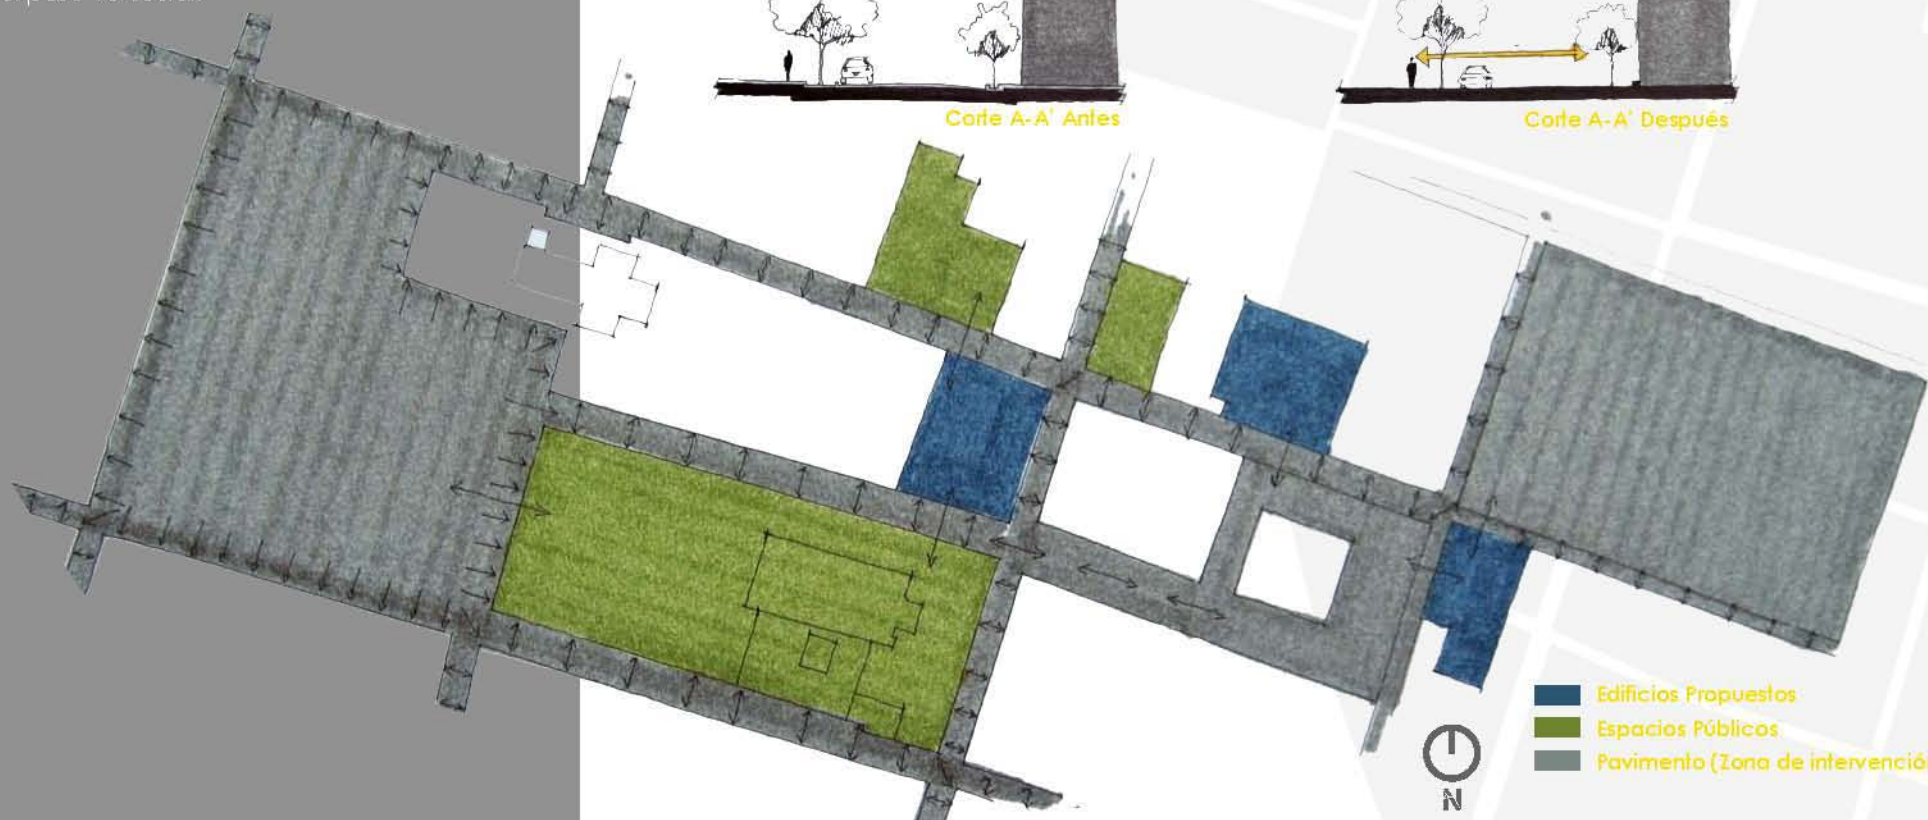 Corte A-A' Antes
Corte A-A' Después
Edificios Propuestos
Espacios Públicos
Pavimento (Zona de intervenció
N